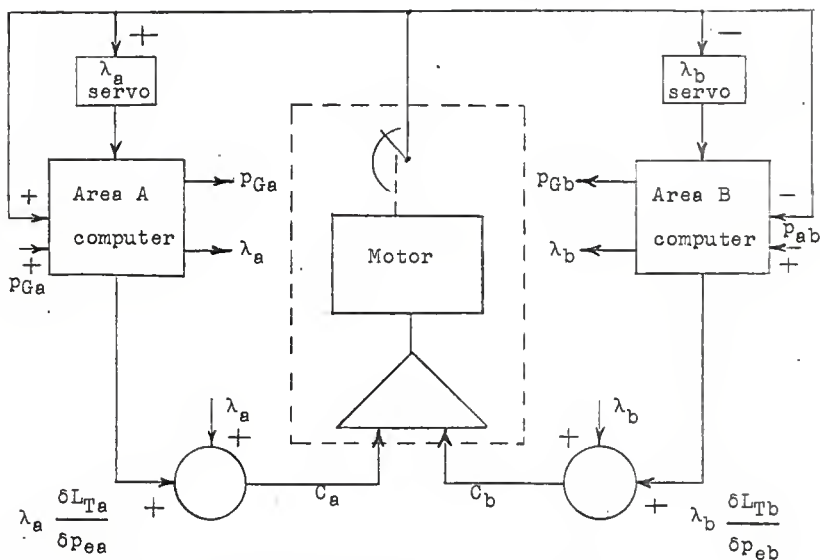 +
−
λa
servo
λb
servo
+
Area A
computer
pGa
λa
+
pGa
Motor
pGb
λb
Area B
computer
−
pab
−
+
λa
+
+
λa δLTa
δpea
Ca
Cb
λb
+
+
λb δLTb
δpeb